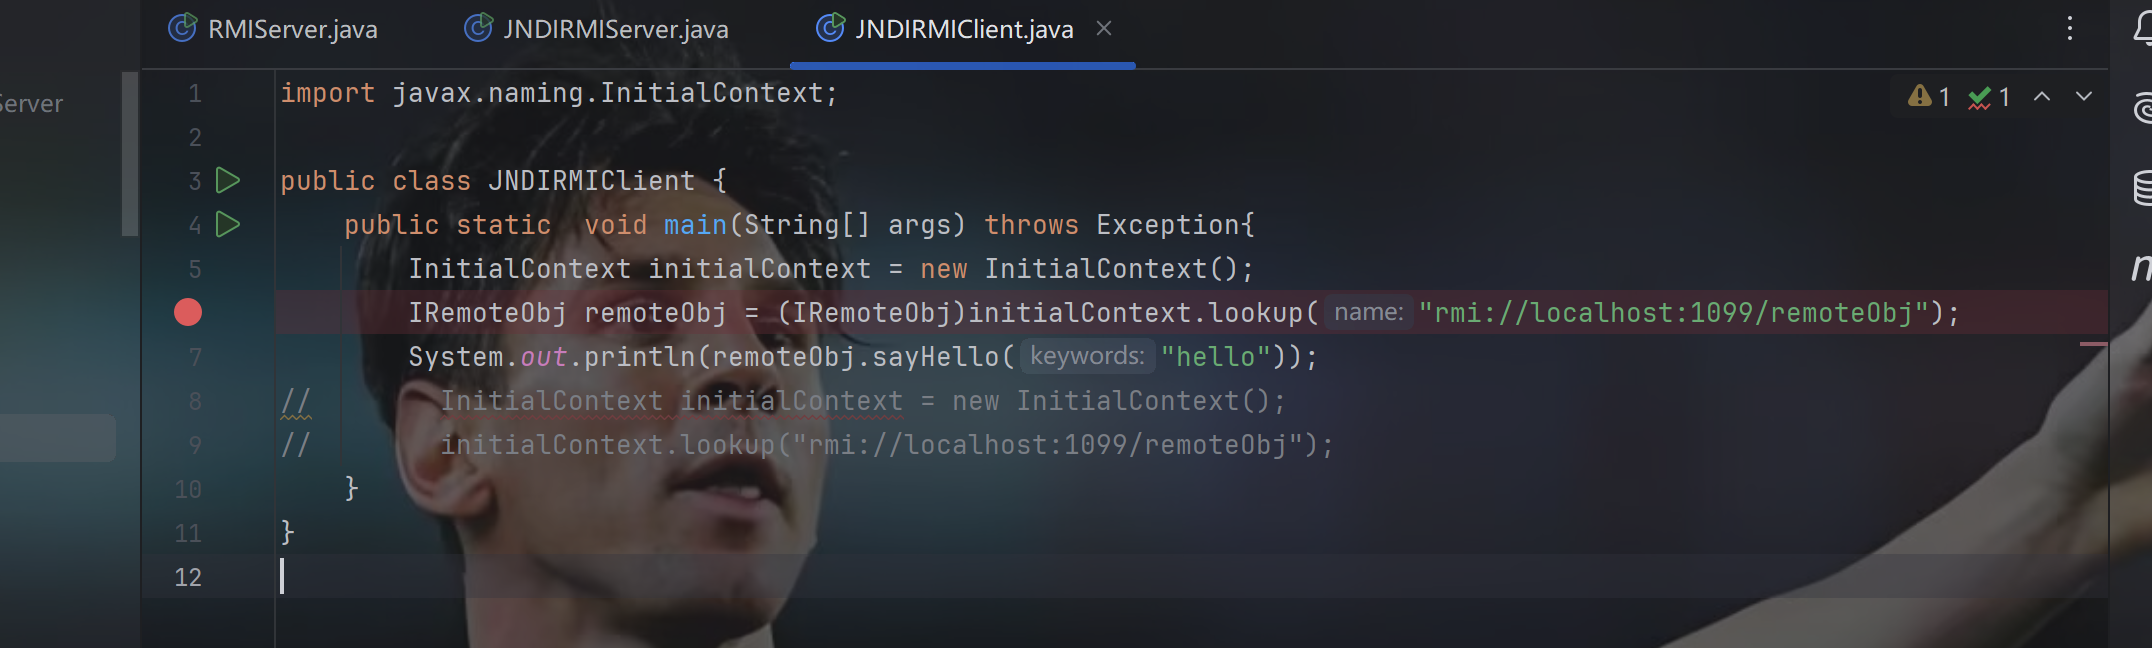 RMIServer.java JNDIRMIServer.java JNDIRMIClient.java
Server
1 import javax.naming.InitialContext; 1 1
2
3 public class JNDIRMIClient {
4 public static  void main(String[] args) throws Exception{
5 InitialContext initialContext = new InitialContext();
IRemoteObj remoteObj = (IRemoteObj)initialContext.lookup( name: "rmi://localhost:1099/remoteObj");
7 System.out.println(remoteObj.sayHello( keywords: "hello"));
8 // InitialContext initialContext = new InitialContext();
9 // initialContext.lookup("rmi://localhost:1099/remoteObj");
10 }
11 }
12